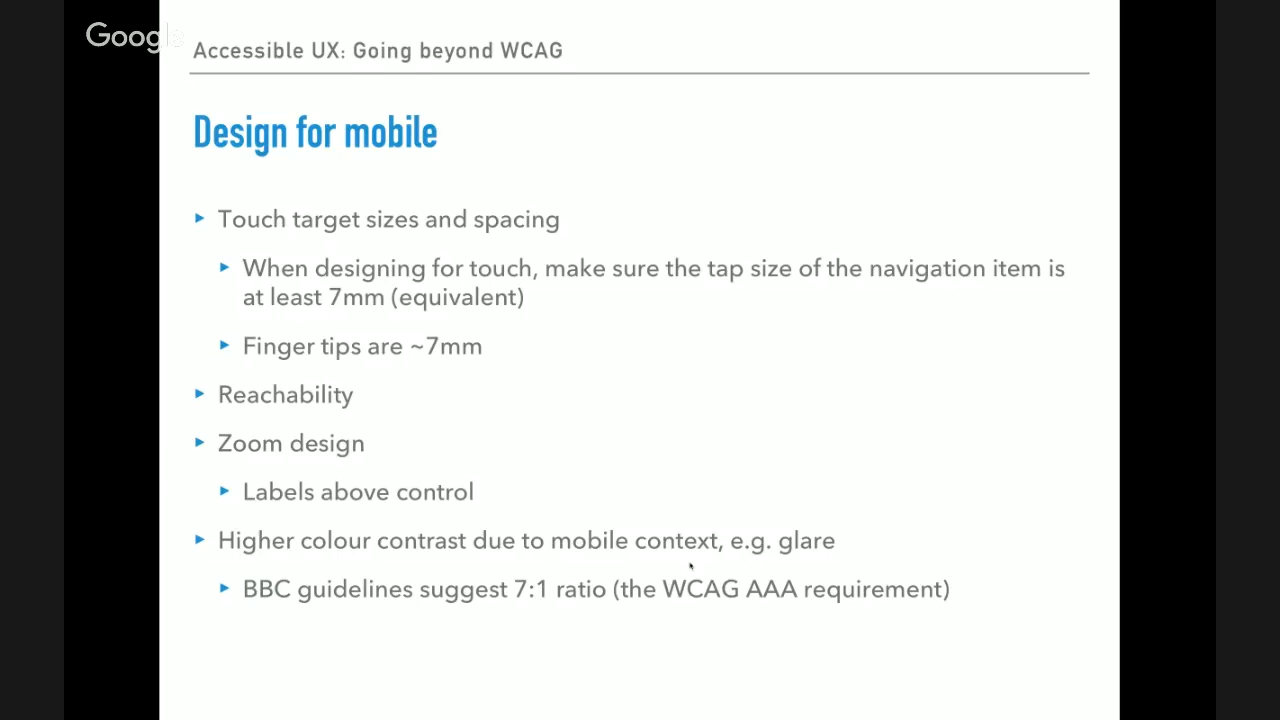 Google
Accessible UX: Going beyond WCAG
Design for mobile
Touch target sizes and spacing
When designing for touch, make sure the tap size of the navigation item is
at least 7mm (equivalent)
Finger tips are ~7mm
Reachability
Zoom design
Labels above control
Higher colour contrast due to mobile context, e.g. glare
BBC guidelines suggest 7:1 ratio (the WCAG AAA requirement)